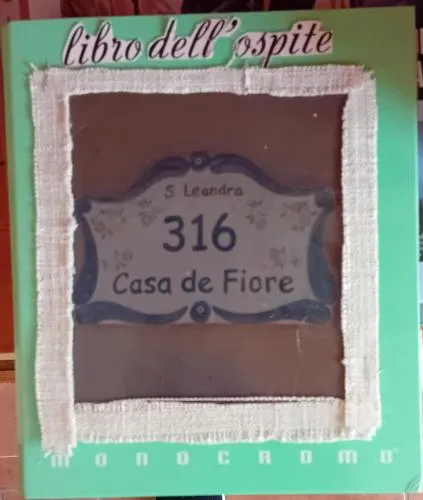 libro dell'ospite
S. Leandra
316
Casa de Fiore
MONOCROMO